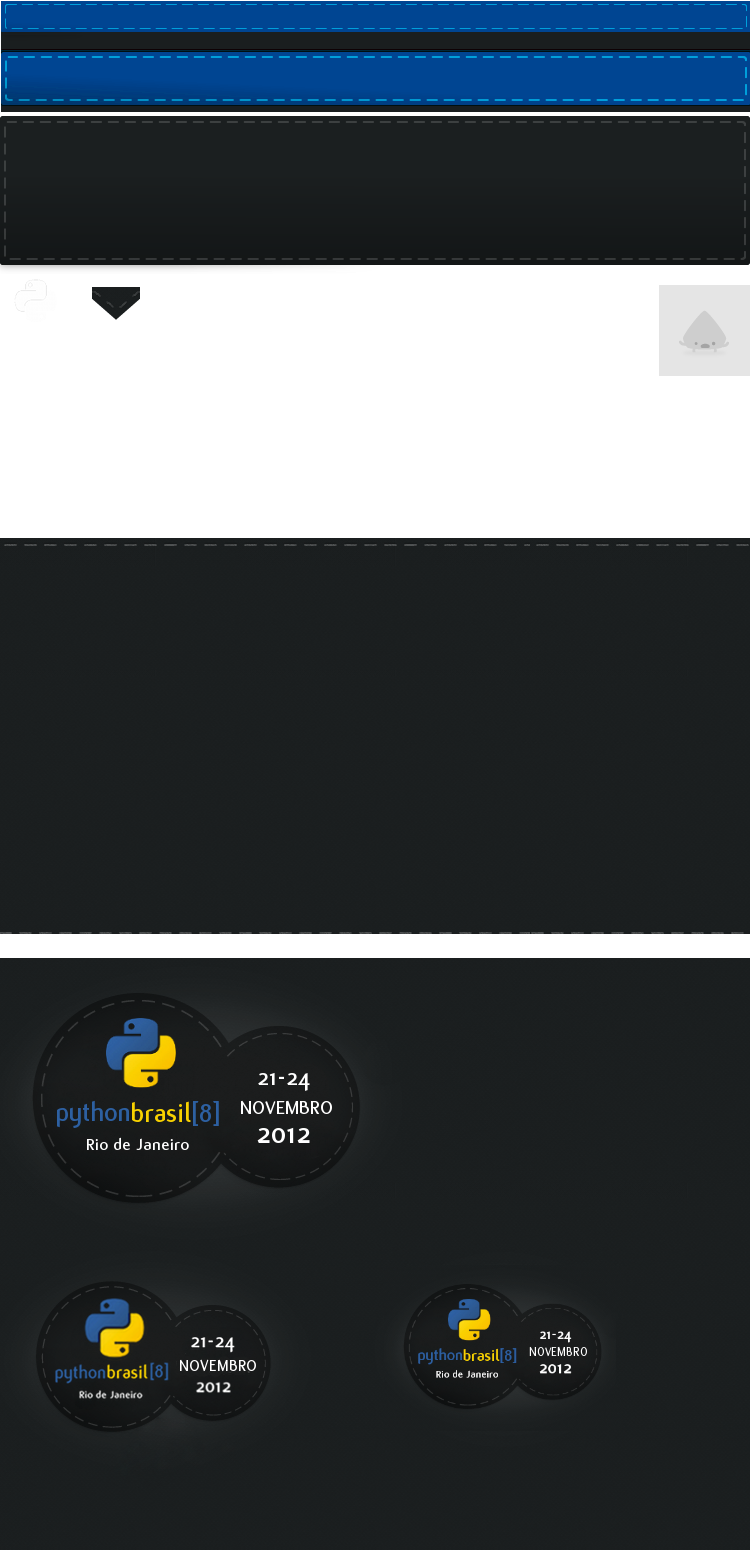 pythonbrasil[8]
Rio de Janeiro
21-24
NOVEMBRO
2012
pythonbrasil[8]
Rio de Janeiro
21-24
NOVEMBRO
2012
pythonbrasil[8]
Rio de Janeiro
21-24
NOVEMBRO
2012